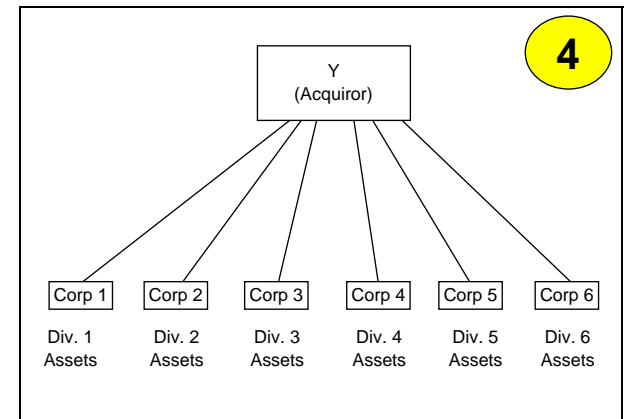 4
Y
(Acquiror)
Corp 1 Corp 2 Corp 3 Corp 4 Corp 5 Corp 6
Div. 1 Div. 2 Div. 3 Div. 4 Div. 5 Div. 6
Assets Assets Assets Assets Assets Assets